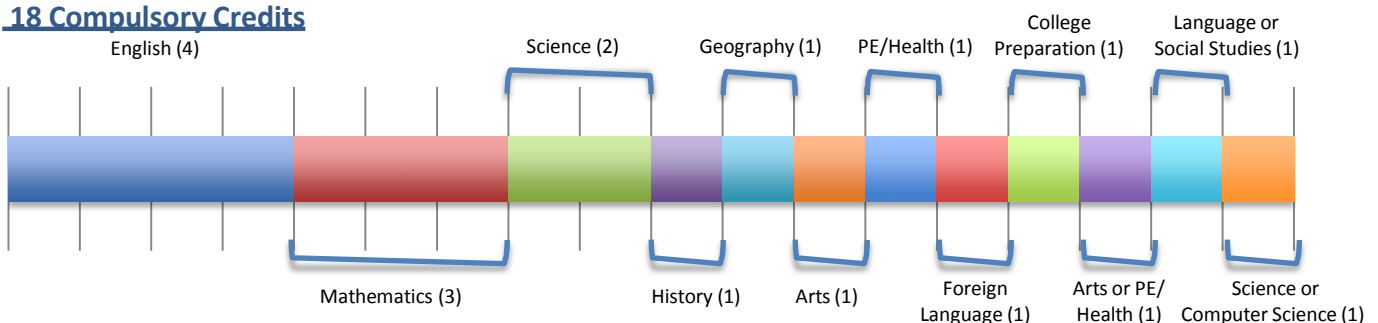 18 Compulsory Credits
English (4)
Science (2)
Geography (1)
PE/Health (1)
College
Preparation (1)
Language or
Social Studies (1)
Mathematics (3)
History (1)
Arts (1)
Foreign
Language (1)
Arts or PE/
Health (1)
Science or
Computer Science (1)